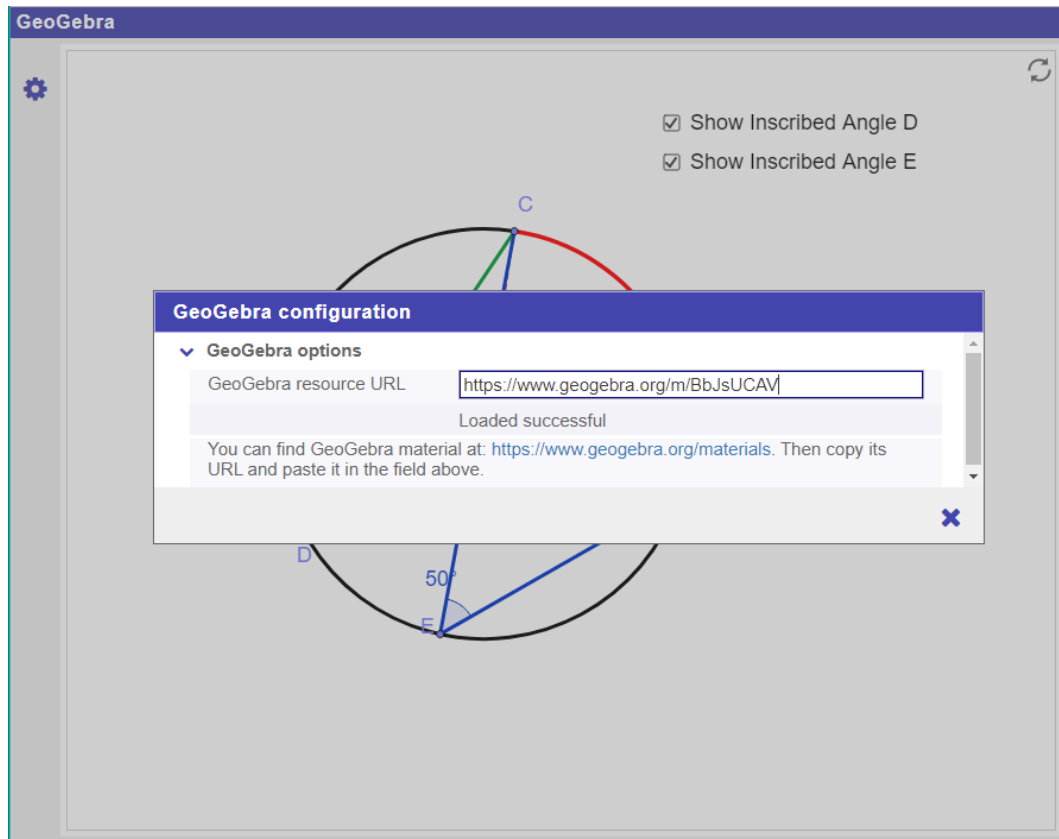 GeoGebra
Show Inscribed Angle D
Show Inscribed Angle E
C
GeoGebra configuration
GeoGebra options
GeoGebra resource URL
https://www.geogebra.org/m/BbJsUCAV
Loaded successful
You can find GeoGebra material at: https://www.geogebra.org/materials. Then copy its
URL and paste it in the field above.
D
50°
E